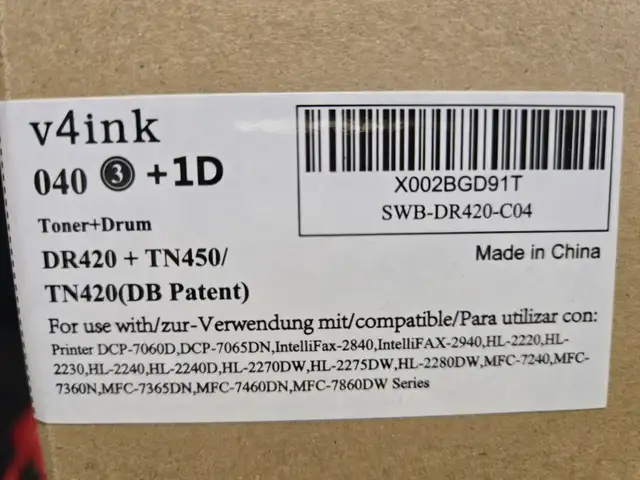 v4ink
040 ③ +1D
Toner+Drum
DR420 + TN450/
TN420(DB Patent)
X002BGD91T
SWB-DR420-C04
Made in China
For use with/zur-Verwendung mit/compatible/Para utilizar con:
Printer DCP-7060D,DCP-7065DN,IntelliFax-2840,IntelliFAX-2940,HL-2220,HL-
2230,HL-2240,HL-2240D,HL-2270DW,HL-2275DW,HL-2280DW,MFC-7240,MFC-
7360N,MFC-7365DN,MFC-7460DN,MFC-7860DW Series